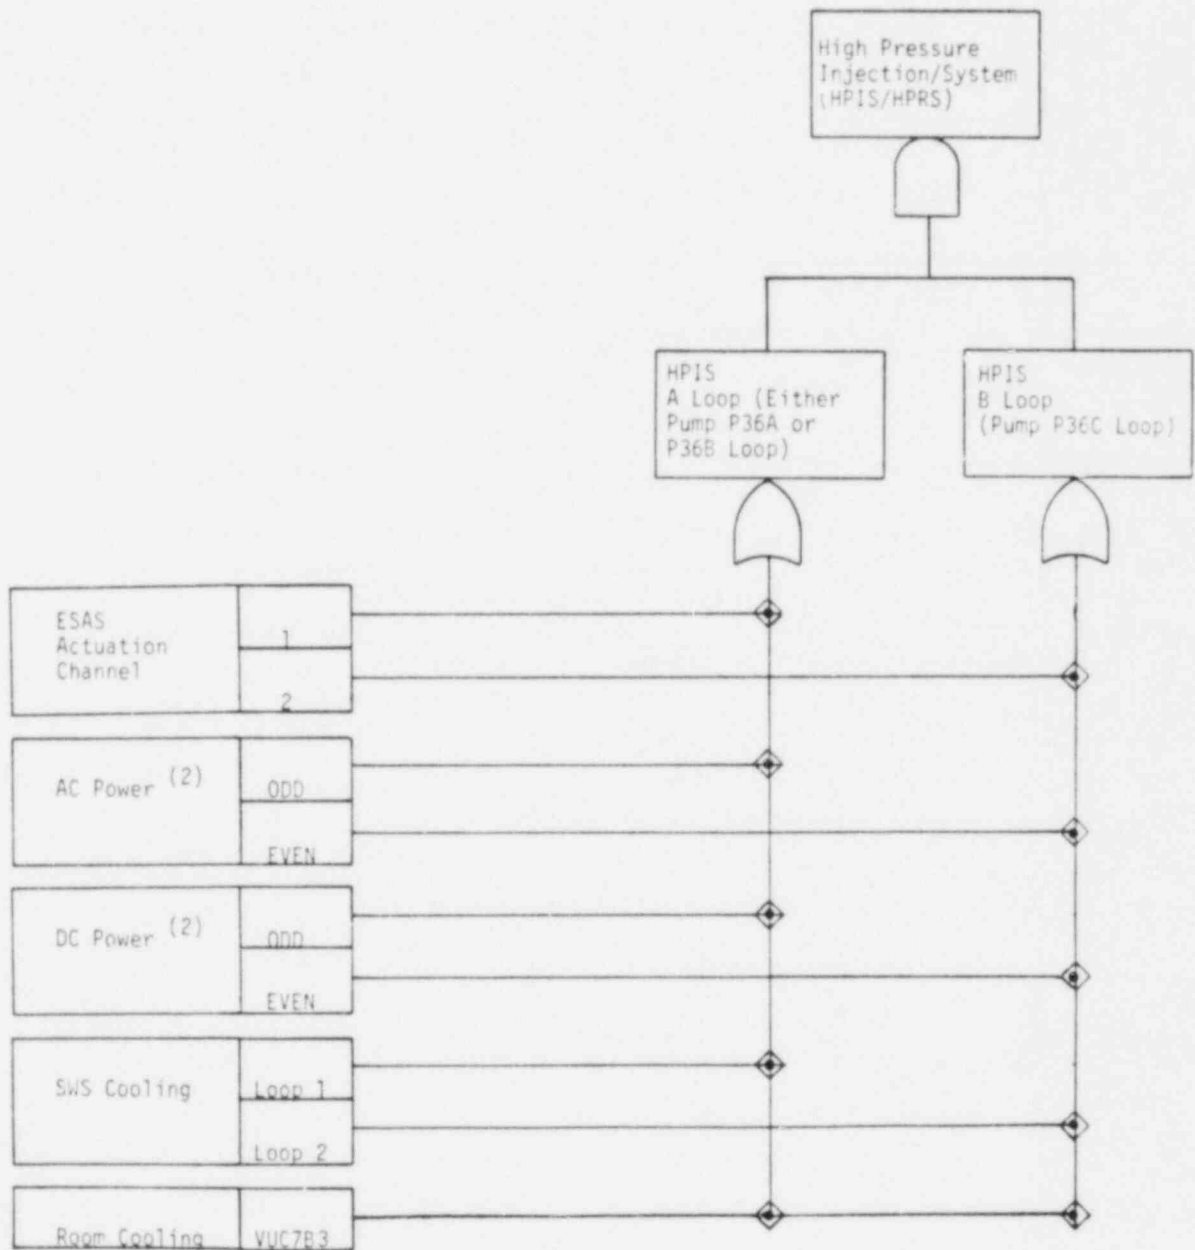 High Pressure
Injection/System
(HPIS/HPRS)
HPIS
A Loop (Either
Pump P36A or
P36B Loop)
HPIS
B Loop
(Pump P36C Loop)
ESAS
Actuation
Channel
1
2
AC Power (2)
ODD
EVEN
DC Power (2)
ODD
EVEN
SWS Cooling
Loop 1
Loop 2
Room Cooling
VUC7B3